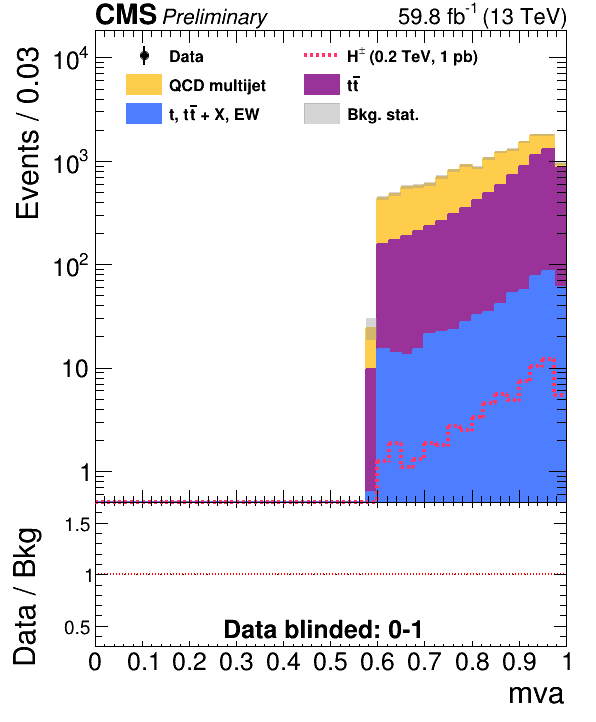 CMS Preliminary 59.8 fb⁻¹ (13 TeV)
Data H± (0.2 TeV, 1 pb)
QCD multijet tt̄
t, tt̄ + X, EW Bkg. stat.
Events / 0.03
10⁴
10³
10²
10
1
Data / Bkg
1.5
1
0.5
Data blinded: 0-1
0 0.1 0.2 0.3 0.4 0.5 0.6 0.7 0.8 0.9 1
mva